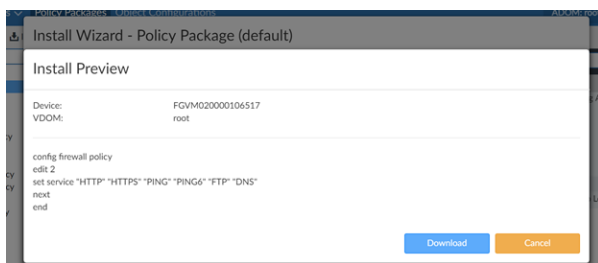 Policy Packages Object Configurations ADOM: roo
Install Wizard - Policy Package (default)
Install Preview
Device: FGVM020000106517
VDOM: root
config firewall policy
edit 2
set service "HTTP" "HTTPS" "PING" "PING6" "FTP" "DNS"
next
end
Download Cancel